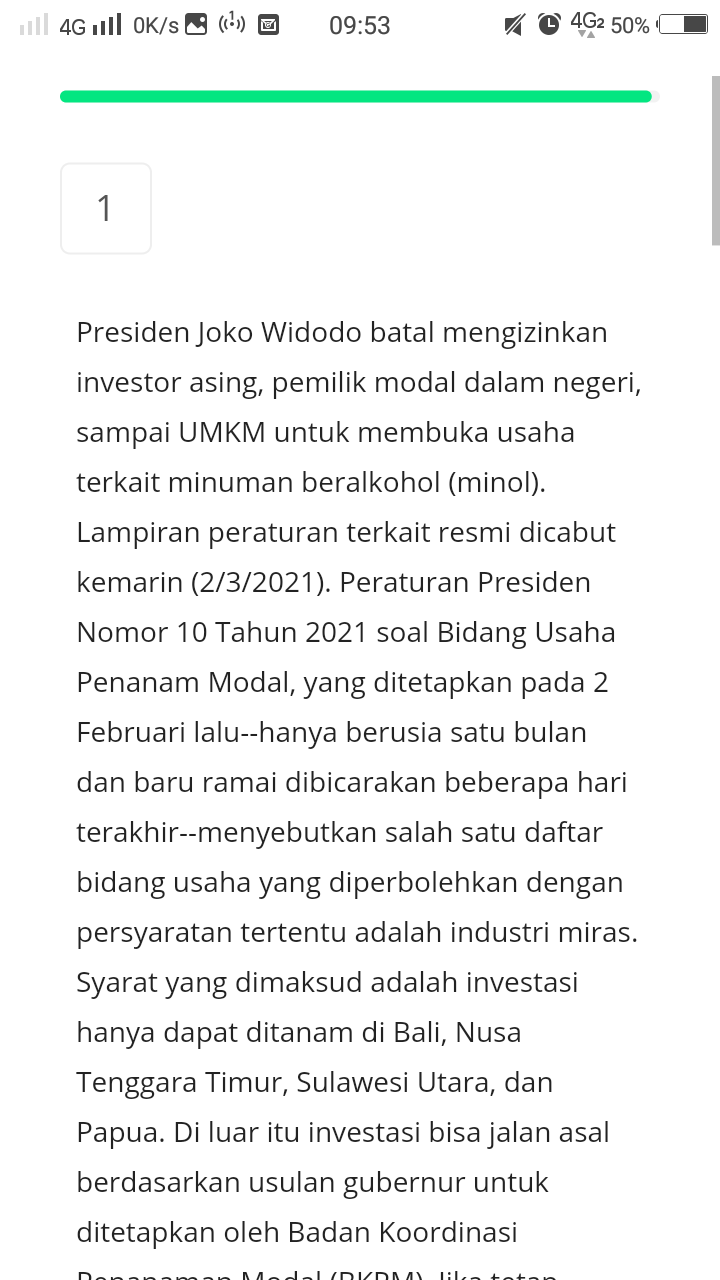 4G 0K/s 09:53 4G2 50%
1
Presiden Joko Widodo batal mengizinkan
investor asing, pemilik modal dalam negeri,
sampai UMKM untuk membuka usaha
terkait minuman beralkohol (minol).
Lampiran peraturan terkait resmi dicabut
kemarin (2/3/2021). Peraturan Presiden
Nomor 10 Tahun 2021 soal Bidang Usaha
Penanam Modal, yang ditetapkan pada 2
Februari lalu--hanya berusia satu bulan
dan baru ramai dibicarakan beberapa hari
terakhir--menyebutkan salah satu daftar
bidang usaha yang diperbolehkan dengan
persyaratan tertentu adalah industri miras.
Syarat yang dimaksud adalah investasi
hanya dapat ditanam di Bali, Nusa
Tenggara Timur, Sulawesi Utara, dan
Papua. Di luar itu investasi bisa jalan asal
berdasarkan usulan gubernur untuk
ditetapkan oleh Badan Koordinasi
Penanaman Modal (BKPM). Jika tetap